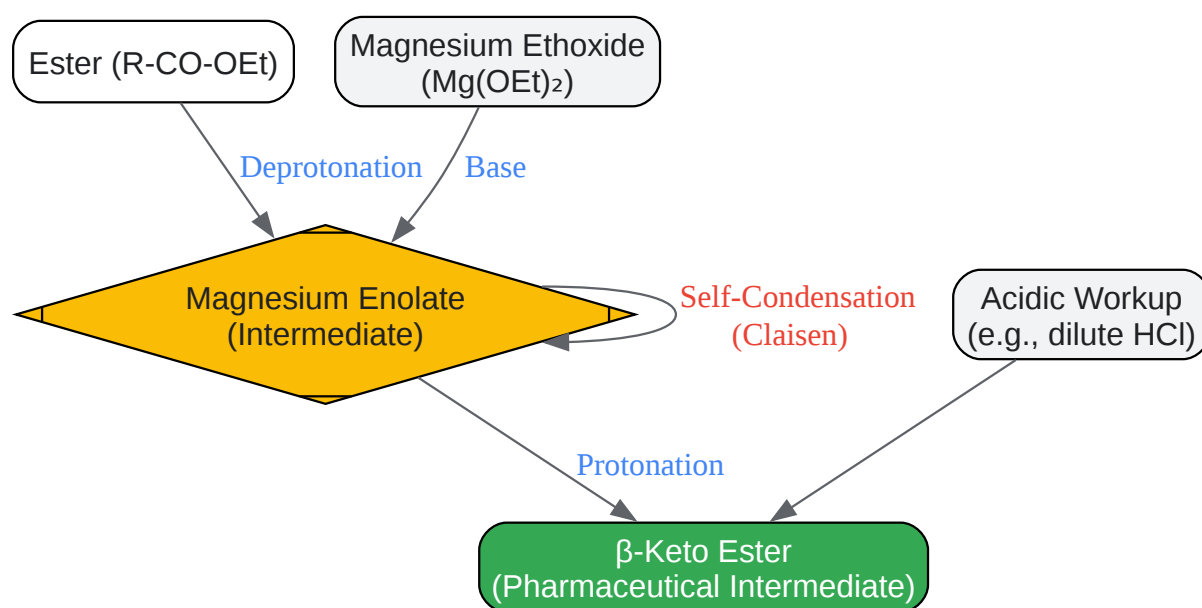 Ester (R-CO-OEt)
Magnesium Ethoxide
(Mg(OEt)₂)
Deprotonation
Base
Magnesium Enolate
(Intermediate)
Self-Condensation
(Claisen)
Acidic Workup
(e.g., dilute HCl)
Protonation
β-Keto Ester
(Pharmaceutical Intermediate)